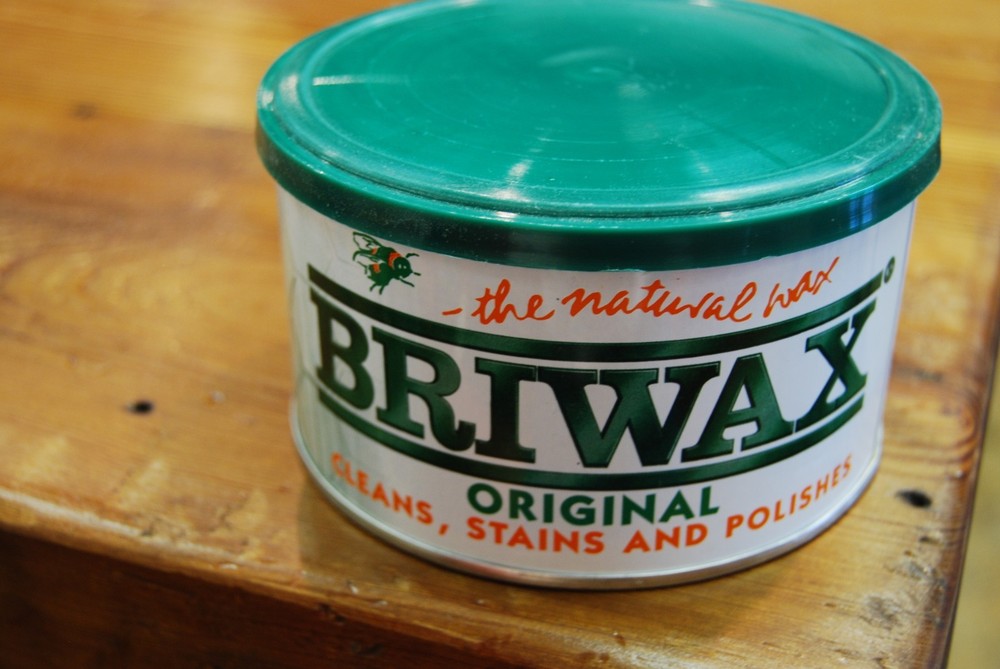 -the natural wax
BRIWAX®
ORIGINAL
CLEANS, STAINS AND POLISHES